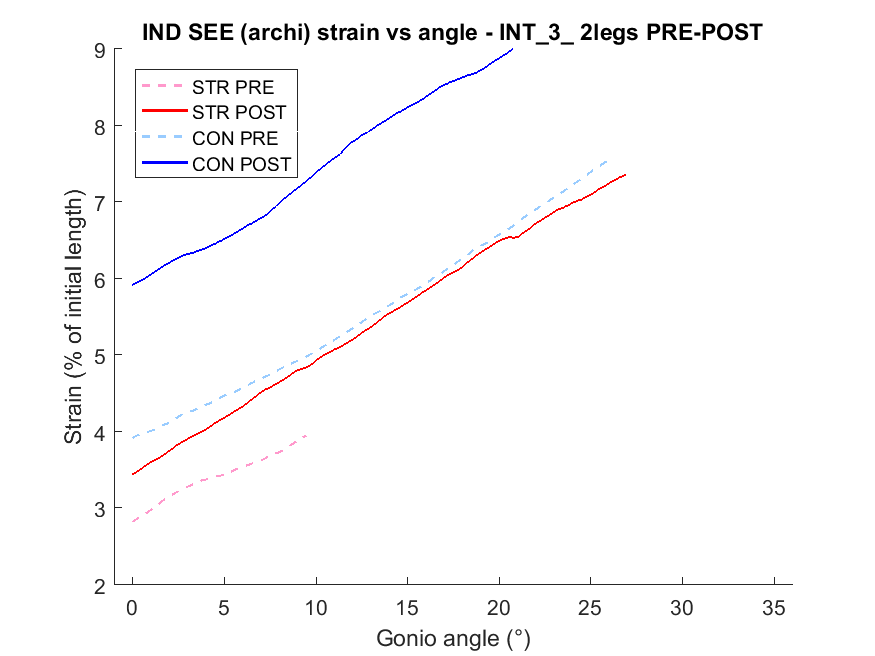 IND SEE (archi) strain vs angle - INT_3_ 2legs PRE-POST
STR PRE
STR POST
CON PRE
CON POST
Strain (% of initial length)
9
8
7
6
5
4
3
2
0 5 10 15 20 25 30 35
Gonio angle (°)